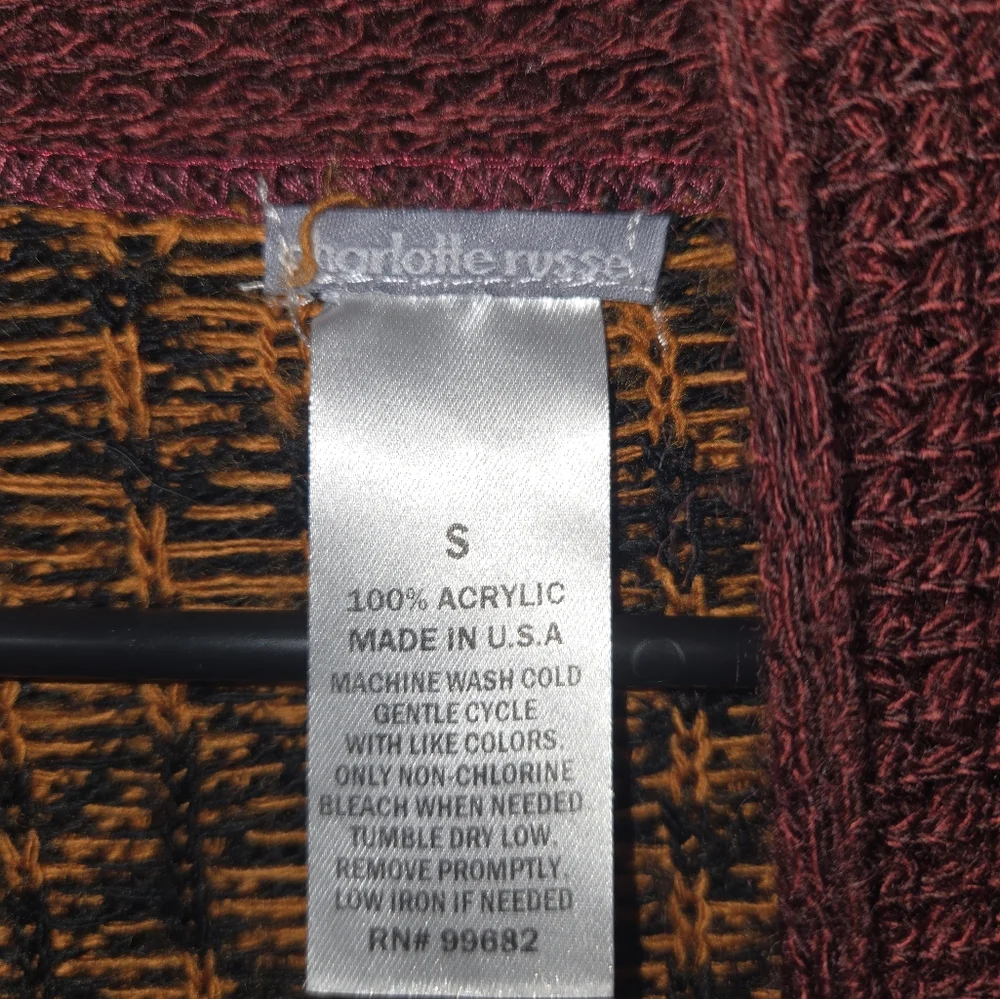 charlotte russe
S
100% ACRYLIC
MADE IN U.S.A
MACHINE WASH COLD
GENTLE CYCLE
WITH LIKE COLORS.
ONLY NON-CHLORINE
BLEACH WHEN NEEDED
TUMBLE DRY LOW.
REMOVE PROMPTLY.
LOW IRON IF NEEDED
RN# 99682